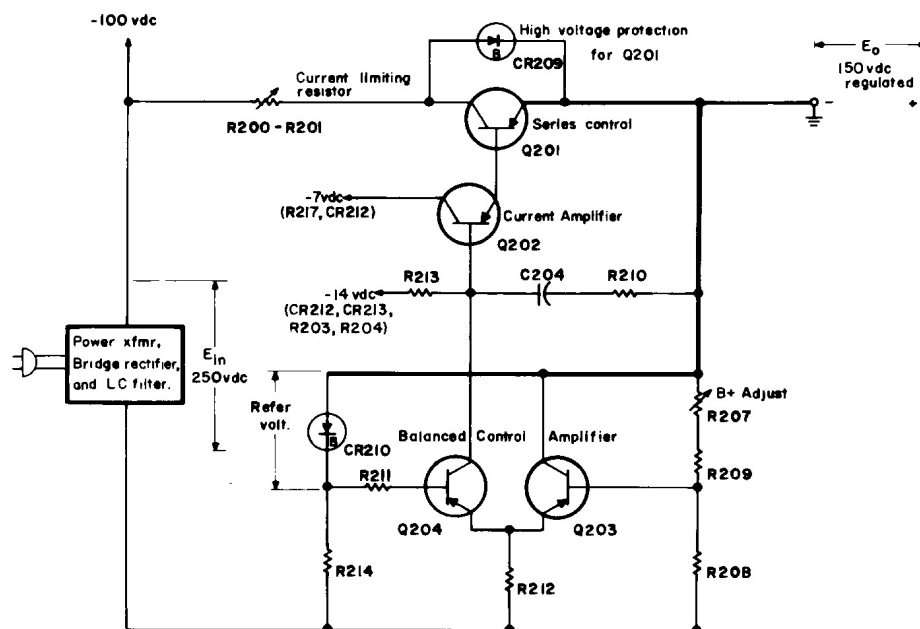 -100 vdc
High voltage protection
for Q201
B
CR209
Current limiting
resistor
R200-R201
Series control
Q201
Eo
150 vdc
regulated
-
+
-7vdc
(R217, CR212)
Current Amplifier
Q202
R213
C204
R210
-14 vdc
(CR212, CR213,
R203, R204)
Power xfmr,
Bridge rectifier,
and LC filter.
Ein
250vdc
Refer
volt.
B+ Adjust
R207
B
CR210
Balanced Control
Amplifier
R209
R211
Q204
Q203
R214
R212
R208